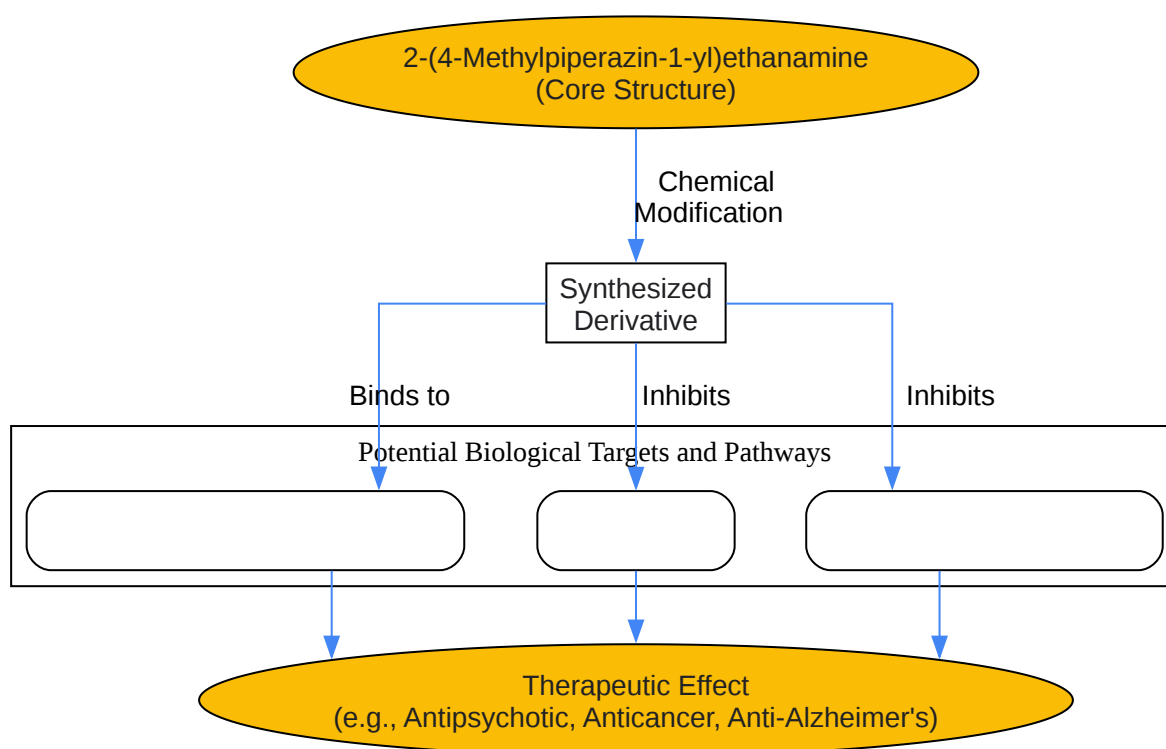 2-(4-Methylpiperazin-1-yl)ethanamine
(Core Structure)
Chemical
Modification
Synthesized
Derivative
Binds to
Inhibits
Inhibits
Potential Biological Targets and Pathways
Therapeutic Effect
(e.g., Antipsychotic, Anticancer, Anti-Alzheimer's)